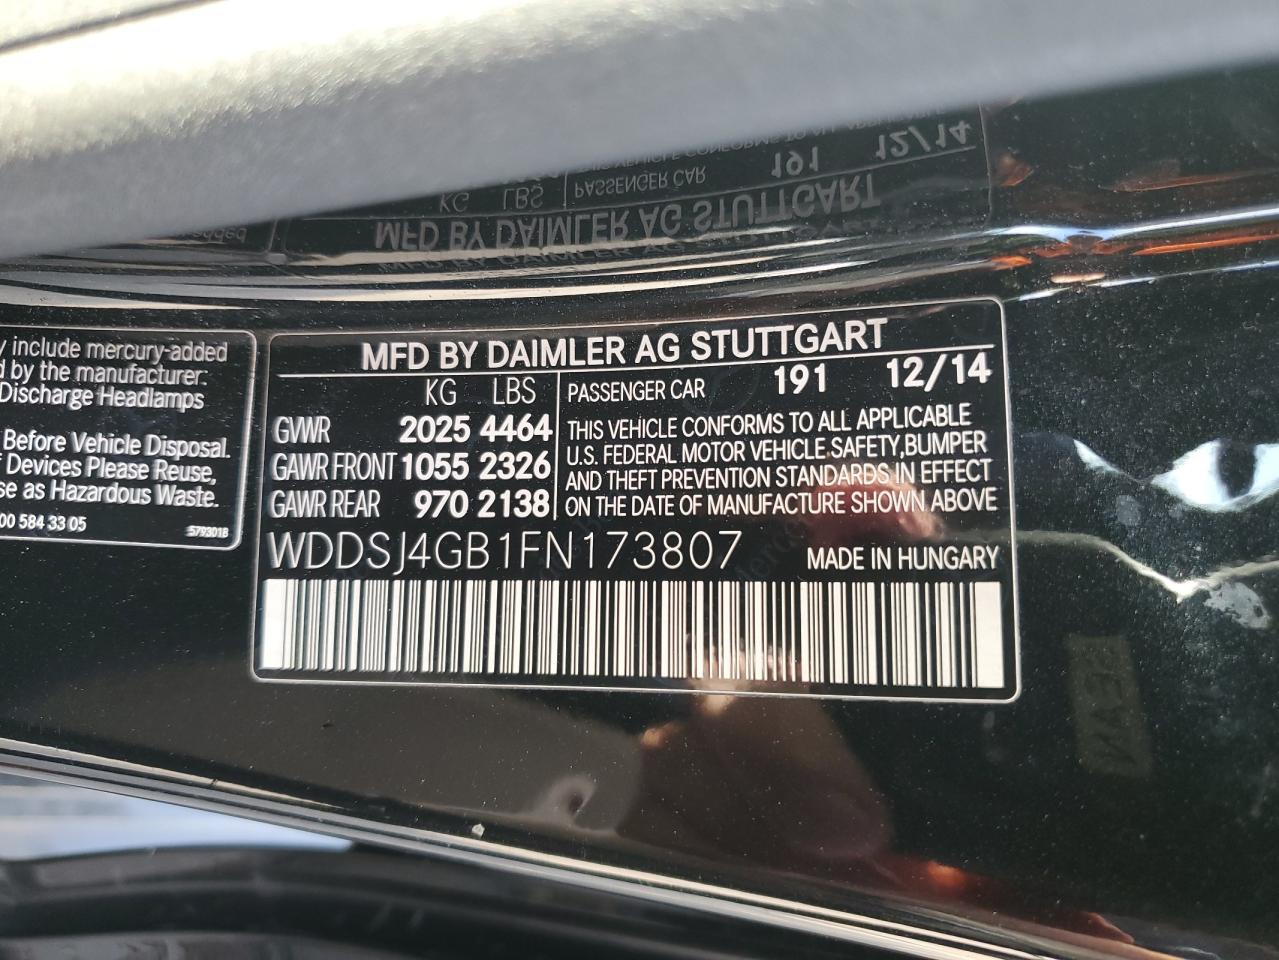 MFD BY DAIMLER AG STUTTGART
KG LBS
PASSENGER CAR 191 12/14
GVWR 2025 4464
GAWR FRONT 1055 2326
GAWR REAR 970 2138
THIS VEHICLE CONFORMS TO ALL APPLICABLE
U.S. FEDERAL MOTOR VEHICLE SAFETY, BUMPER
AND THEFT PREVENTION STANDARDS IN EFFECT
ON THE DATE OF MANUFACTURE SHOWN ABOVE
WDDSJ4GB1FN173807 MADE IN HUNGARY
include mercury-added
by the manufacturer:
Discharge Headlamps
Before Vehicle Disposal.
Devices Please Reuse,
as Hazardous Waste.
00 584 33 05 579301B